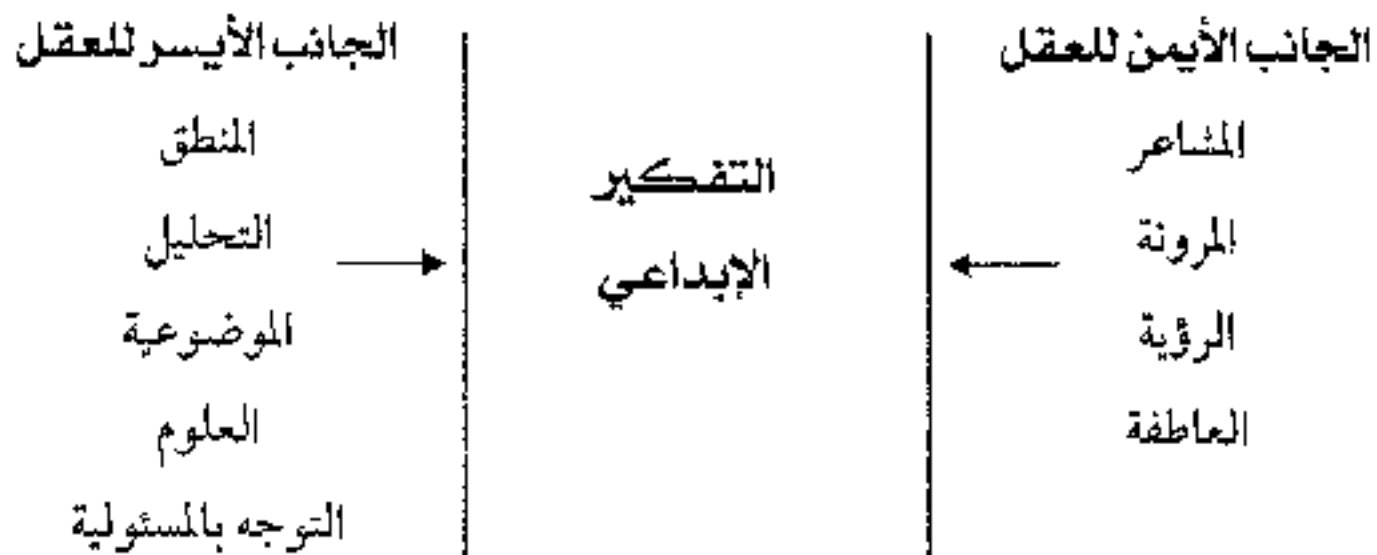 الجانب الأيمن للعقل
المشاعر
المرونة
الرؤية
العاطفة
التفكير
الإبداعي
الجانب الأيسر للعقل
المنطق
التحليل
الموضوعية
العلوم
التوجه بالمسئولية